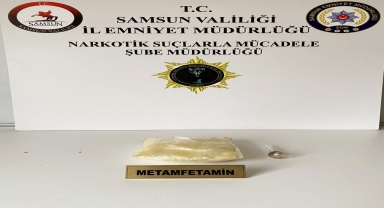 T.C.
SAMSUN VALİLİĞİ
İL EMNİYET MÜDÜRLÜĞÜ
NARKOTİK SUÇLARLA MÜCADELE
ŞUBE MÜDÜRLÜĞÜ
SAMSUN
METAMFETAMİN